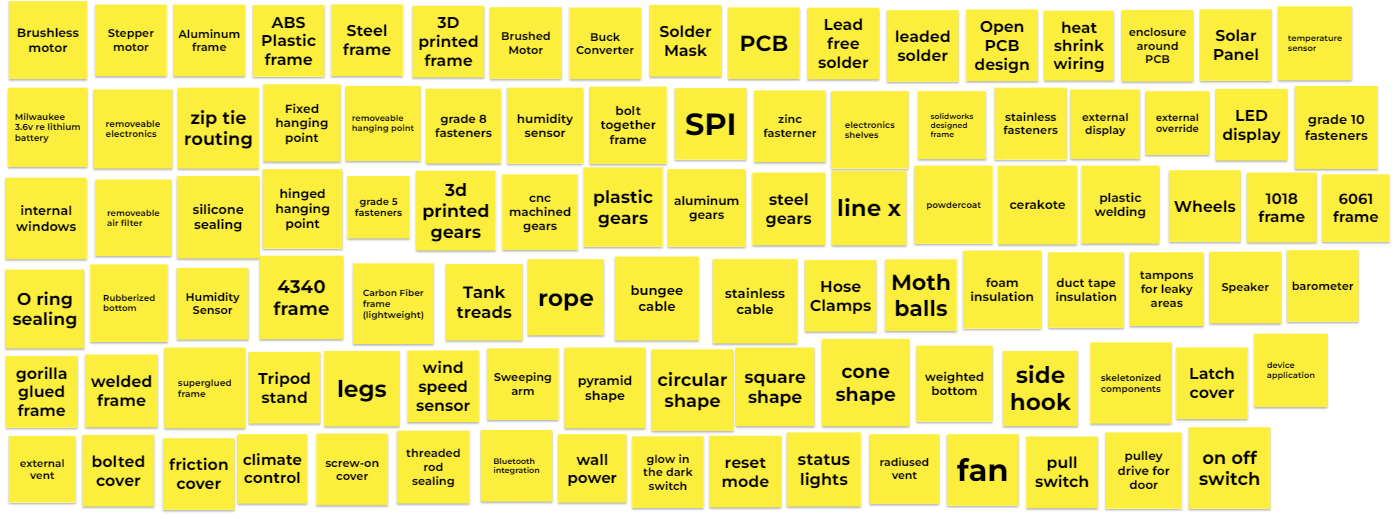 Brushless
motor
Stepper
motor
Aluminum
frame
ABS
Plastic
frame
Steel
frame
3D
printed
frame
Brushed
Motor
Buck
Converter
Solder
Mask
PCB
Lead
free
solder
leaded
solder
Open
PCB
design
heat
shrink
wiring
enclosure
around
PCB
Solar
Panel
temperature
sensor
Milwaukee
3.6v re lithium
battery
removeable
electronics
zip tie
routing
Fixed
hanging
point
removeable
hanging point
grade 8
fasteners
humidity
sensor
bolt
together
frame
SPI
zinc
fasterner
electronics
shelves
solidworks
designed
frame
stainless
fasteners
external
display
external
override
LED
display
grade 10
fasteners
internal
windows
removeable
air filter
silicone
sealing
hinged
hanging
point
grade 5
fasteners
3d
printed
gears
cnc
machined
gears
plastic
gears
aluminum
gears
steel
gears
line x
powdercoat
cerakote
plastic
welding
Wheels
1018
frame
6061
frame
O ring
sealing
Rubberized
bottom
Humidity
Sensor
4340
frame
Carbon Fiber
frame
(lightweight)
Tank
treads
rope
bungee
cable
stainless
cable
Hose
Clamps
Moth
balls
foam
insulation
duct tape
insulation
tampons
for leaky
areas
Speaker
barometer
gorilla
glued
frame
welded
frame
superglued
frame
Tripod
stand
legs
wind
speed
sensor
Sweeping
arm
pyramid
shape
circular
shape
square
shape
cone
shape
weighted
bottom
side
hook
skeletonized
components
Latch
cover
device
application
external
vent
bolted
cover
friction
cover
climate
control
screw-on
cover
threaded
rod
sealing
Bluetooth
integration
wall
power
glow in
the dark
switch
reset
mode
status
lights
radiused
vent
fan
pull
switch
pulley
drive for
door
on off
switch